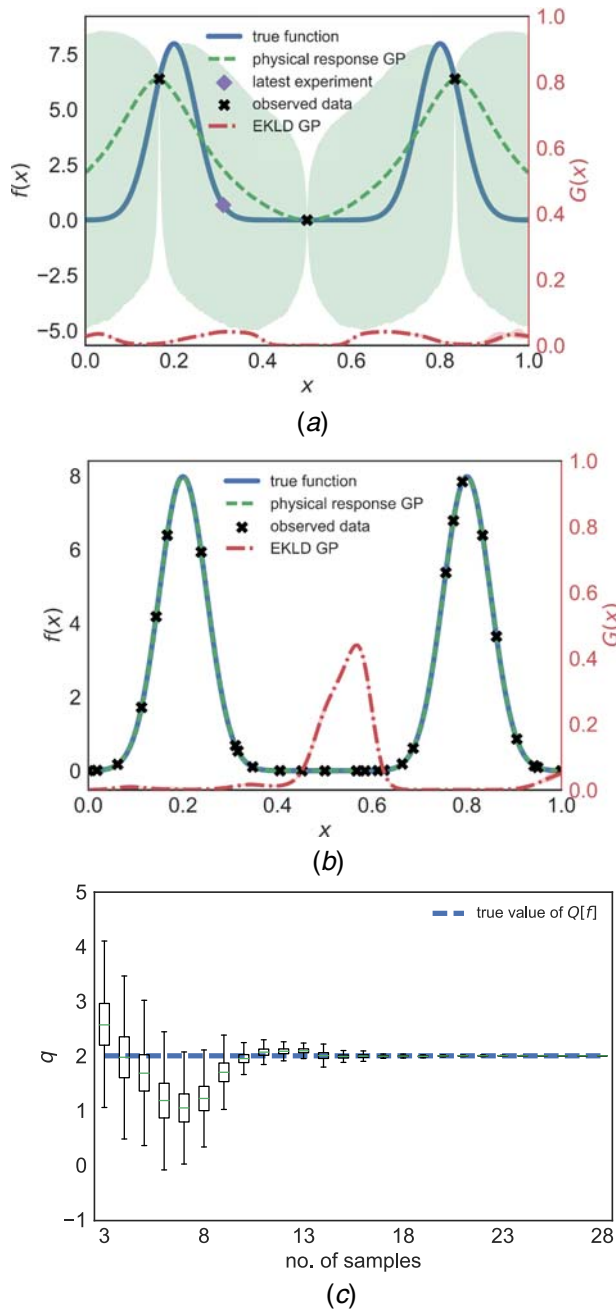 true function
physical response GP
latest experiment
observed data
EKLD GP
7.5
5.0
2.5
0.0
−2.5
−5.0
f(x)
1.0
0.8
0.6
0.4
0.2
0.0
G(x)
0.0 0.2 0.4 0.6 0.8 1.0
x
(a)
true function
physical response GP
observed data
EKLD GP
8
6
4
2
0
f(x)
1.0
0.8
0.6
0.4
0.2
0.0
G(x)
0.0 0.2 0.4 0.6 0.8 1.0
x
(b)
true value of Q[f]
5
4
3
2
1
0
−1
q
3 8 13 18 23 28
no. of samples
(c)